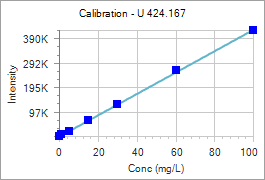 Calibration - U 424.167
Intensity
390K
292K
195K
97K
0 20 40 60 80 100
Conc (mg/L)